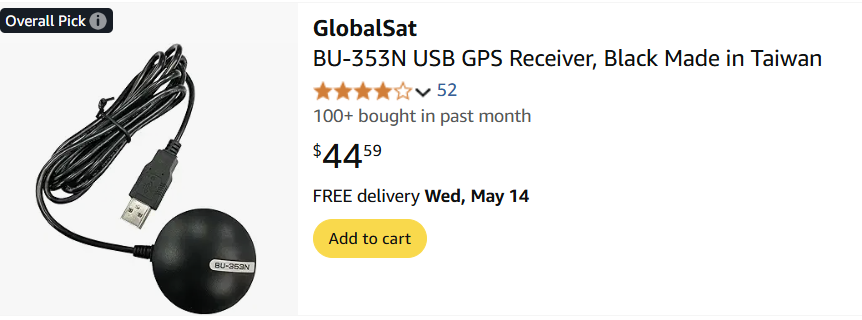 Overall Pick
GlobalSat
BU-353N USB GPS Receiver, Black Made in Taiwan
52
100+ bought in past month
$44 59
FREE delivery Wed, May 14
Add to cart
BU-353N